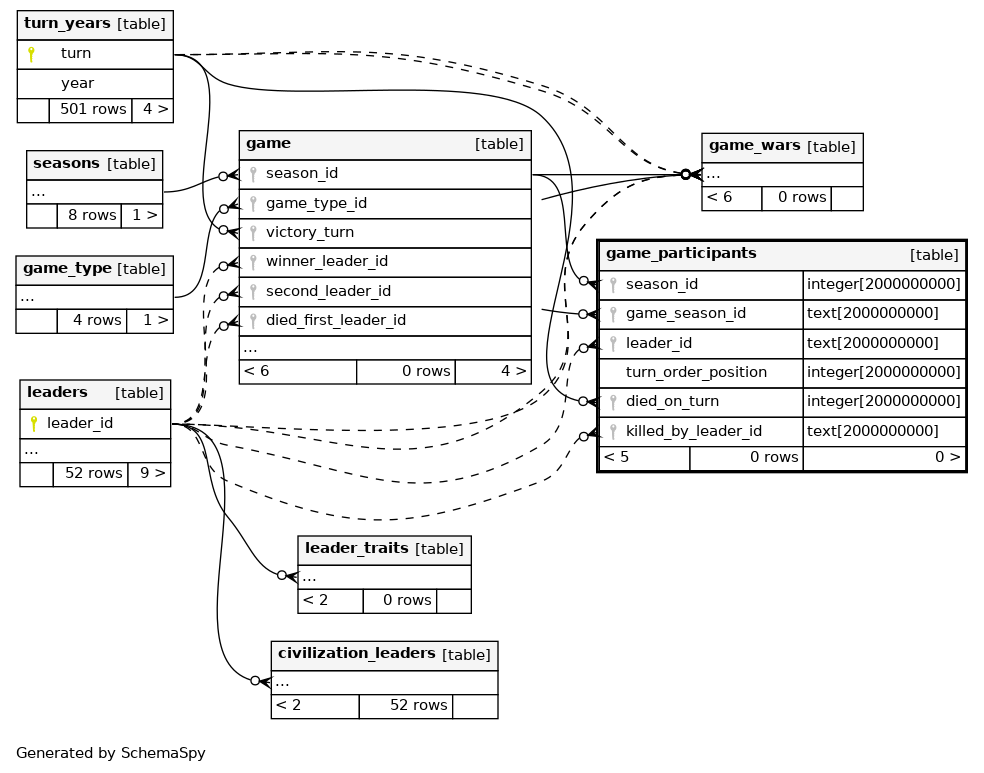 turn_years [table]
turn
year
501 rows 4 >
seasons [table]
...
8 rows 1 >
game_type [table]
...
4 rows 1 >
leaders [table]
leader_id
...
52 rows 9 >
game [table]
season_id
game_type_id
victory_turn
winner_leader_id
second_leader_id
died_first_leader_id
...
< 6 0 rows 4 >
game_wars [table]
...
< 6 0 rows
game_participants [table]
season_id integer[2000000000]
game_season_id text[2000000000]
leader_id text[2000000000]
turn_order_position integer[2000000000]
died_on_turn integer[2000000000]
killed_by_leader_id text[2000000000]
< 5 0 rows 0 >
leader_traits [table]
...
< 2 0 rows
civilization_leaders [table]
...
< 2 52 rows
Generated by SchemaSpy